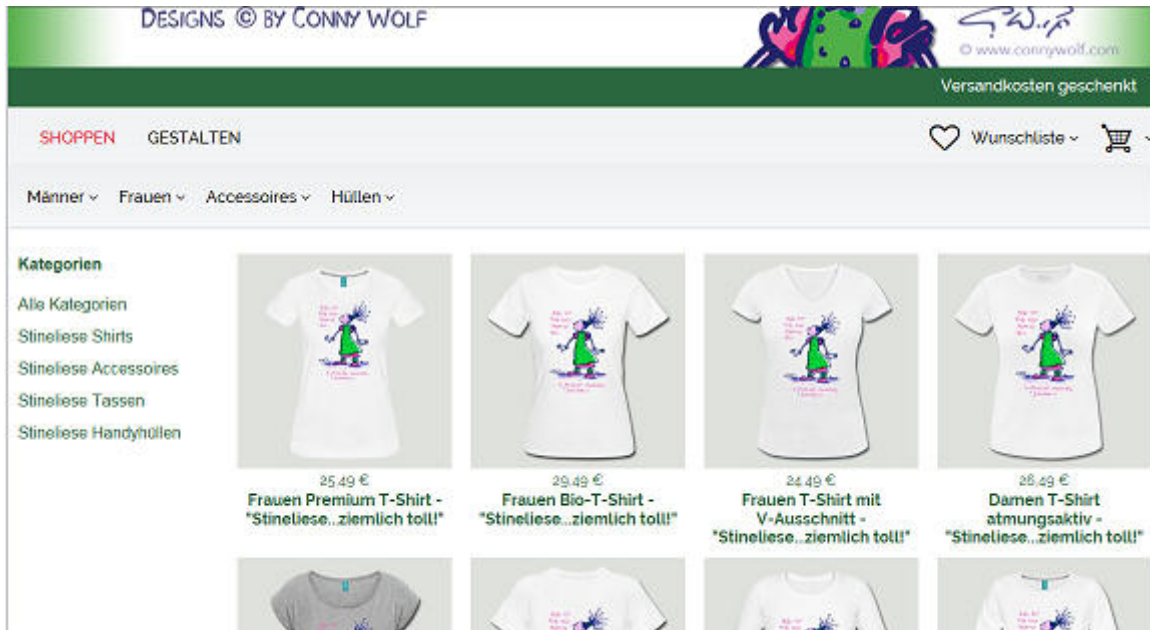 DESIGNS © BY CONNY WOLF
© www.connywolf.com
Versandkosten geschenkt
SHOPPEN GESTALTEN Wunschliste
Männer Frauen Accessoires Hüllen
Kategorien
Alle Kategorien
Stineliese Shirts
Stineliese Accessoires
Stineliese Tassen
Stineliese Handyhüllen
25,49 €
Frauen Premium T-Shirt -
"Stineliese...ziemlich toll!"
29,49 €
Frauen Bio-T-Shirt -
"Stineliese...ziemlich toll!"
24,49 €
Frauen T-Shirt mit
V-Ausschnitt -
"Stineliese...ziemlich toll!"
26,49 €
Damen T-Shirt
atmungsaktiv -
"Stineliese...ziemlich toll!"